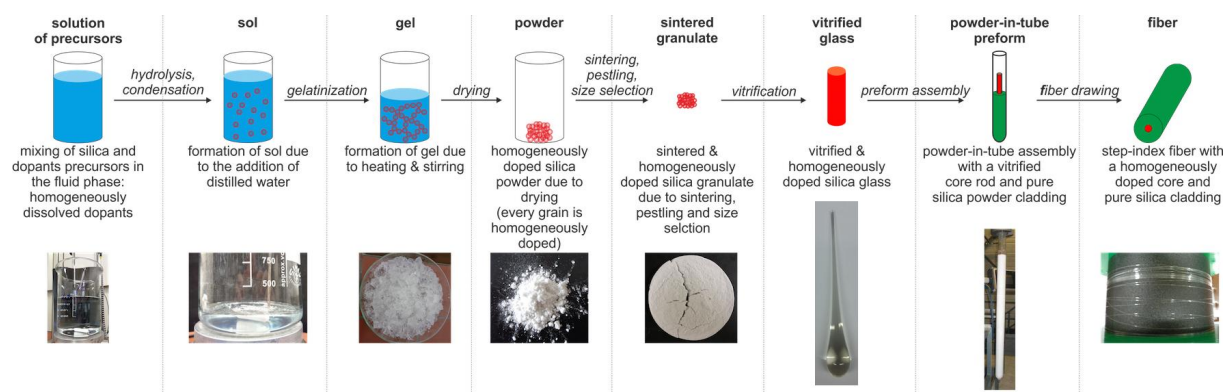 solution
of precursors
sol
gel
powder
sintered
granulate
vitrified
glass
powder-in-tube
preform
fiber
hydrolysis,
condensation
gelatinization
drying
sintering,
pestling,
size selection
vitrification
preform assembly
fiber drawing
mixing of silica and
dopants precursors in
the fluid phase:
homogeneously
dissolved dopants
formation of sol due
to the addition of
distilled water
formation of gel due
to heating & stirring
homogeneously
doped silica
powder due to
drying
(every grain is
homogeneously
doped)
sintered &
homogeneously
doped silica granulate
due to sintering,
pestling and size
selction
vitrified &
homogeneously
doped silica glass
powder-in-tube assembly
with a vitrified
core rod and pure
silica powder cladding
step-index fiber with
a homogeneously
doped core and
pure silica cladding
750
500
approx.vo